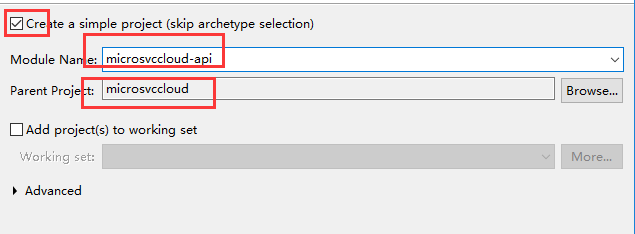 Create a simple project (skip archetype selection)
Module Name: microsvccloud-api
Parent Project: microsvccloud Browse...
Add project(s) to working set
Working set: More...
Advanced